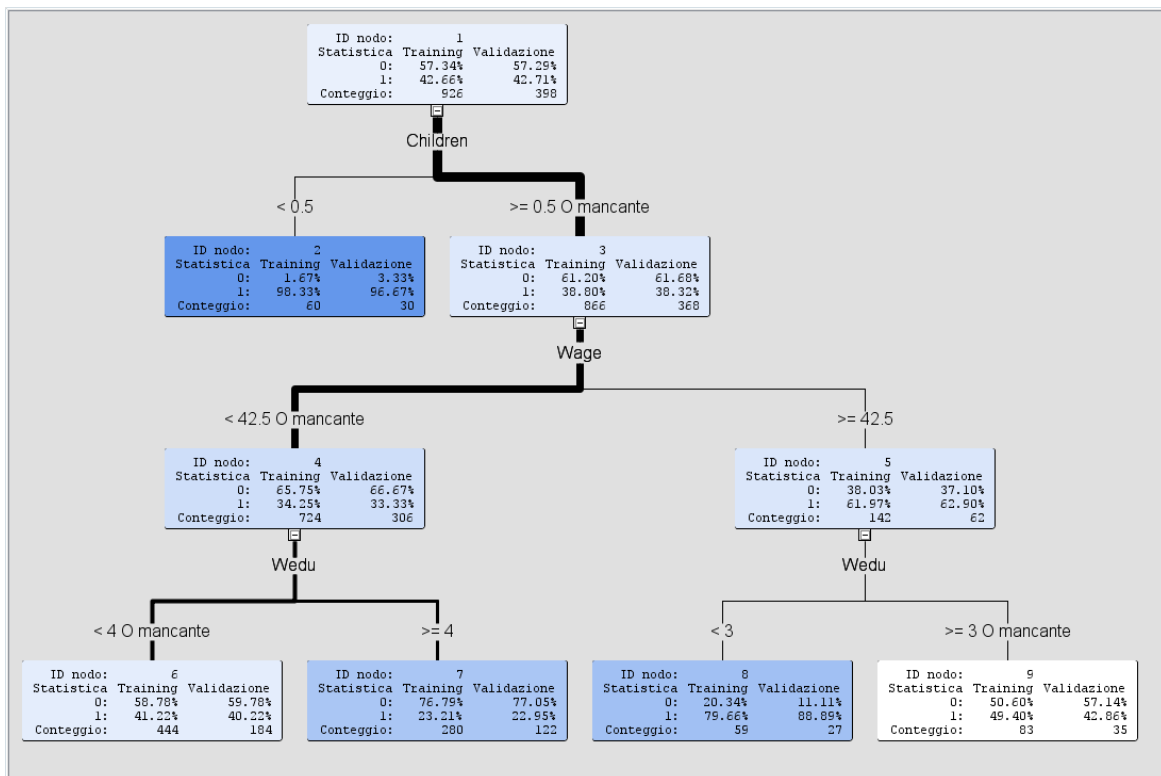 ID nodo: 1
Statistica Training Validazione
0: 57.34% 57.29%
1: 42.66% 42.71%
Conteggio: 926 398
Children
< 0.5
>= 0.5 O mancante
ID nodo: 2
Statistica Training Validazione
0: 1.67% 3.33%
1: 98.33% 96.67%
Conteggio: 60 30
ID nodo: 3
Statistica Training Validazione
0: 61.20% 61.68%
1: 38.80% 38.32%
Conteggio: 866 368
Wage
< 42.5 O mancante
>= 42.5
ID nodo: 4
Statistica Training Validazione
0: 65.75% 66.67%
1: 34.25% 33.33%
Conteggio: 724 306
ID nodo: 5
Statistica Training Validazione
0: 38.03% 37.10%
1: 61.97% 62.90%
Conteggio: 142 62
Wedu
Wedu
< 4 O mancante
>= 4
< 3
>= 3 O mancante
ID nodo: 6
Statistica Training Validazione
0: 58.78% 59.78%
1: 41.22% 40.22%
Conteggio: 444 184
ID nodo: 7
Statistica Training Validazione
0: 76.79% 77.05%
1: 23.21% 22.95%
Conteggio: 280 122
ID nodo: 8
Statistica Training Validazione
0: 20.34% 11.11%
1: 79.66% 88.89%
Conteggio: 59 27
ID nodo: 9
Statistica Training Validazione
0: 50.60% 57.14%
1: 49.40% 42.86%
Conteggio: 83 35